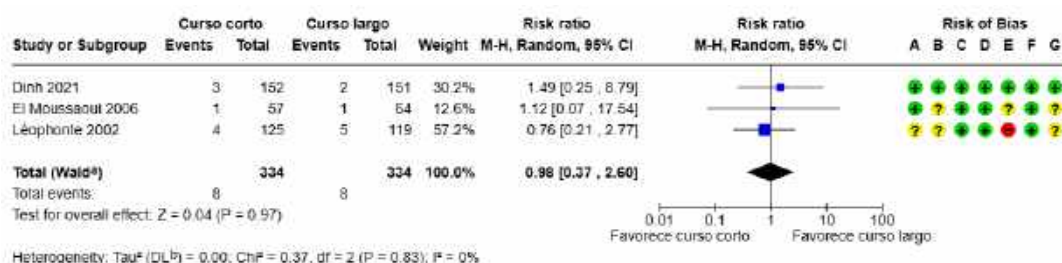 Curso corto Curso largo Risk ratio Risk ratio Risk of Bias
Study or Subgroup Events Total Events Total Weight M-H, Random, 95% CI M-H, Random, 95% CI A B C D E F G
Dinh 2021 3 152 2 151 30.2% 1.49 [0.25 , 8.79] + + + + + + +
El Moussaoui 2006 1 57 1 64 12.6% 1.12 [0.07 , 17.54] + ? + + ? + ?
Léophonte 2002 4 125 5 119 57.2% 0.76 [0.21 , 2.77] ? ? + + − + ?
Total (Waldª) 334 334 100.0% 0.98 [0.37 , 2.60]
Total events: 8 8
Test for overall effect: Z = 0.04 (P = 0.97)
0.01 0.1 1 10 100
Favorece curso corto Favorece curso largo
Heterogeneity: Tau² (DLᵇ) = 0.00; Chi² = 0.37, df = 2 (P = 0.83); I² = 0%